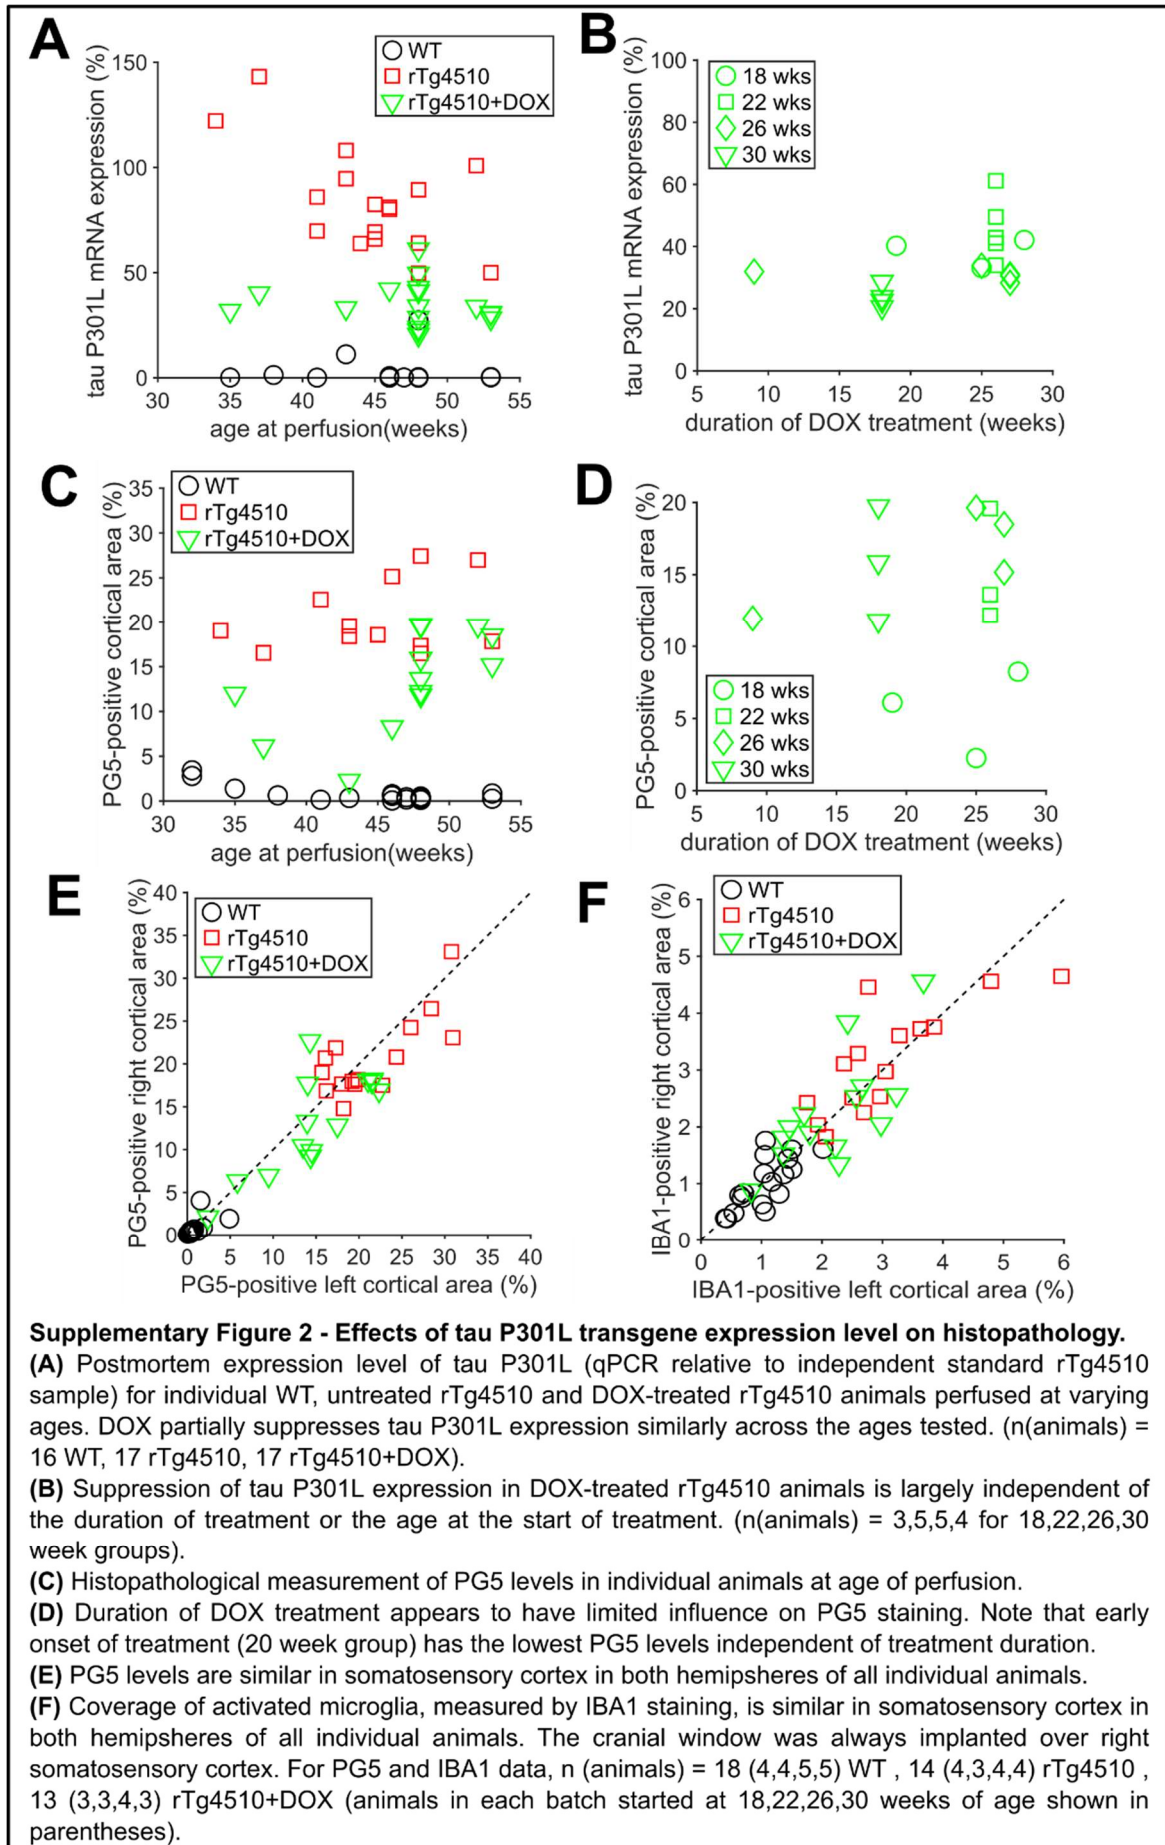 A
tau P301L mRNA expression (%)
150
100
50
0
30 35 40 45 50 55
age at perfusion(weeks)
WT
rTg4510
rTg4510+DOX
B
tau P301L mRNA expression (%)
100
80
60
40
20
0
5 10 15 20 25 30
duration of DOX treatment (weeks)
18 wks
22 wks
26 wks
30 wks
C
PG5-positive cortical area (%)
35
30
25
20
15
10
5
0
30 35 40 45 50 55
age at perfusion(weeks)
WT
rTg4510
rTg4510+DOX
D
PG5-positive cortical area (%)
20
15
10
5
0
5 10 15 20 25 30
duration of DOX treatment (weeks)
18 wks
22 wks
26 wks
30 wks
E
PG5-positive right cortical area (%)
40
35
30
25
20
15
10
5
0
0 5 10 15 20 25 30 35 40
PG5-positive left cortical area (%)
WT
rTg4510
rTg4510+DOX
F
IBA1-positive right cortical area (%)
6
5
4
3
2
1
0
0 1 2 3 4 5 6
IBA1-positive left cortical area (%)
WT
rTg4510
rTg4510+DOX
Supplementary Figure 2 - Effects of tau P301L transgene expression level on histopathology.
(A) Postmortem expression level of tau P301L (qPCR relative to independent standard rTg4510
sample) for individual WT, untreated rTg4510 and DOX-treated rTg4510 animals perfused at varying
ages. DOX partially suppresses tau P301L expression similarly across the ages tested. (n(animals) =
16 WT, 17 rTg4510, 17 rTg4510+DOX).
(B) Suppression of tau P301L expression in DOX-treated rTg4510 animals is largely independent of
the duration of treatment or the age at the start of treatment. (n(animals) = 3,5,5,4 for 18,22,26,30
week groups).
(C) Histopathological measurement of PG5 levels in individual animals at age of perfusion.
(D) Duration of DOX treatment appears to have limited influence on PG5 staining. Note that early
onset of treatment (20 week group) has the lowest PG5 levels independent of treatment duration.
(E) PG5 levels are similar in somatosensory cortex in both hemipsheres of all individual animals.
(F) Coverage of activated microglia, measured by IBA1 staining, is similar in somatosensory cortex in
both hemipsheres of all individual animals. The cranial window was always implanted over right
somatosensory cortex. For PG5 and IBA1 data, n (animals) = 18 (4,4,5,5) WT , 14 (4,3,4,4) rTg4510 ,
13 (3,3,4,3) rTg4510+DOX (animals in each batch started at 18,22,26,30 weeks of age shown in
parentheses).